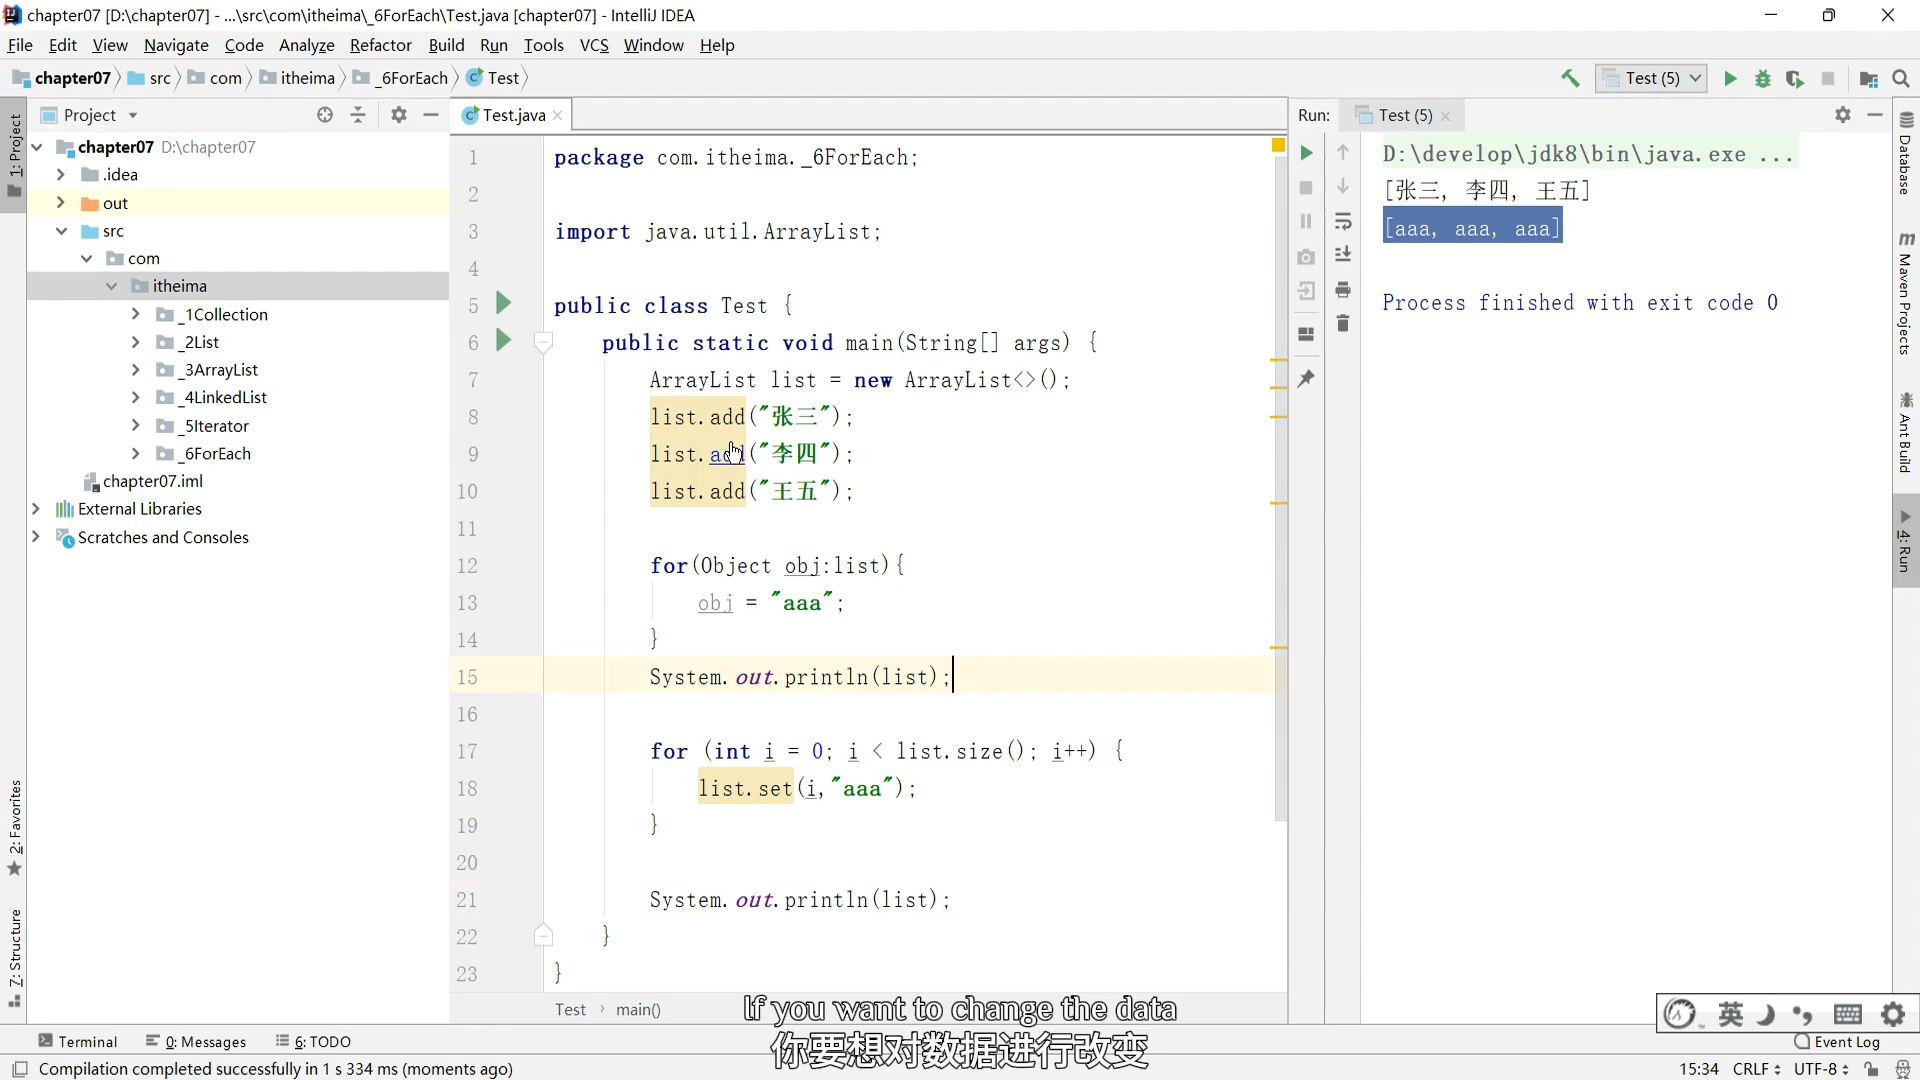 chapter07 [D:\chapter07] - ...\src\com\itheima\_6ForEach\Test.java [chapter07] - IntelliJ IDEA
File Edit View Navigate Code Analyze Refactor Build Run Tools VCS Window Help
chapter07 src com itheima _6ForEach Test
Test (5)
1: Project
Project
chapter07 D:\chapter07
.idea
out
src
com
itheima
_1Collection
_2List
_3ArrayList
_4LinkedList
_5Iterator
_6ForEach
chapter07.iml
External Libraries
Scratches and Consoles
2: Favorites
7: Structure
Test.java
1 package com.itheima._6ForEach;
2
3 import java.util.ArrayList;
4
5 public class Test {
6 public static void main(String[] args) {
7 ArrayList list = new ArrayList<>();
8 list.add("张三");
9 list.add("李四");
10 list.add("王五");
11
12 for(Object obj:list){
13 obj = "aaa";
14 }
15 System.out.println(list);
16
17 for (int i = 0; i < list.size(); i++) {
18 list.set(i,"aaa");
19 }
20
21 System.out.println(list);
22 }
23 }
Test main()
Run: Test (5)
D:\develop\jdk8\bin\java.exe ...
[张三, 李四, 王五]
[aaa, aaa, aaa]
Process finished with exit code 0
Database
Maven Projects
Ant Build
4: Run
If you want to change the data
你要想对数据进行改变
英
Terminal 0: Messages 6: TODO
Event Log
Compilation completed successfully in 1 s 334 ms (moments ago)
15:34 CRLF UTF-8